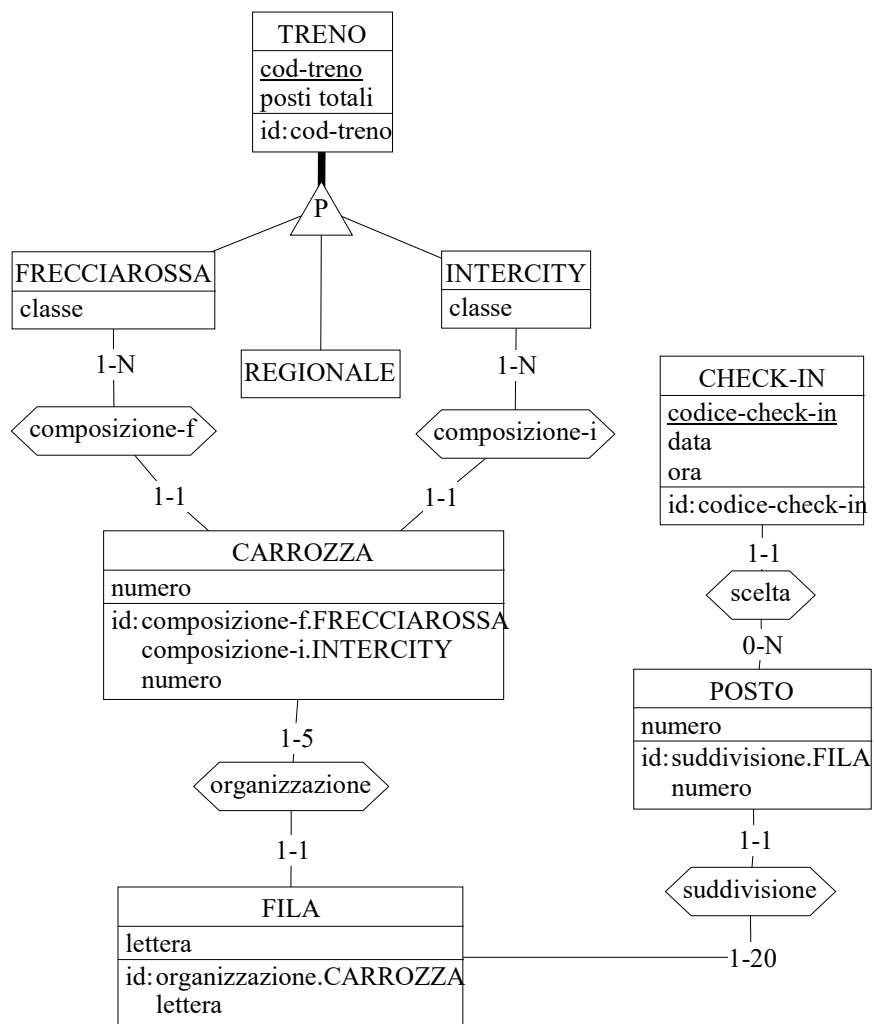 TRENO
cod-treno
posti totali
id:cod-treno
P
FRECCIAROSSA
classe
INTERCITY
classe
REGIONALE
1-N
1-N
composizione-f
composizione-i
1-1
1-1
CHECK-IN
codice-check-in
data
ora
id:codice-check-in
1-1
scelta
0-N
CARROZZA
numero
id:composizione-f.FRECCIAROSSA
composizione-i.INTERCITY
numero
POSTO
numero
id:suddivisione.FILA
numero
1-5
organizzazione
1-1
1-1
suddivisione
1-20
FILA
lettera
id:organizzazione.CARROZZA
lettera